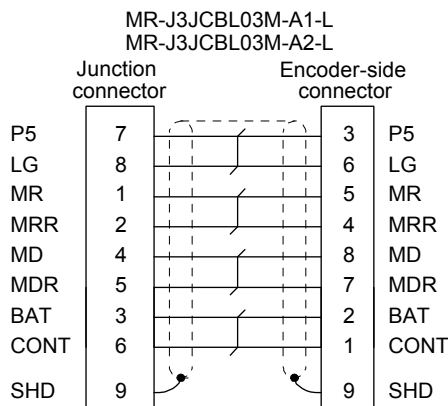 MR-J3JCBL03M-A1-L
MR-J3JCBL03M-A2-L
Junction connector Encoder-side connector
P5 7 3 P5
LG 8 6 LG
MR 1 5 MR
MRR 2 4 MRR
MD 4 8 MD
MDR 5 7 MDR
BAT 3 2 BAT
CONT 6 1 CONT
SHD 9 9 SHD